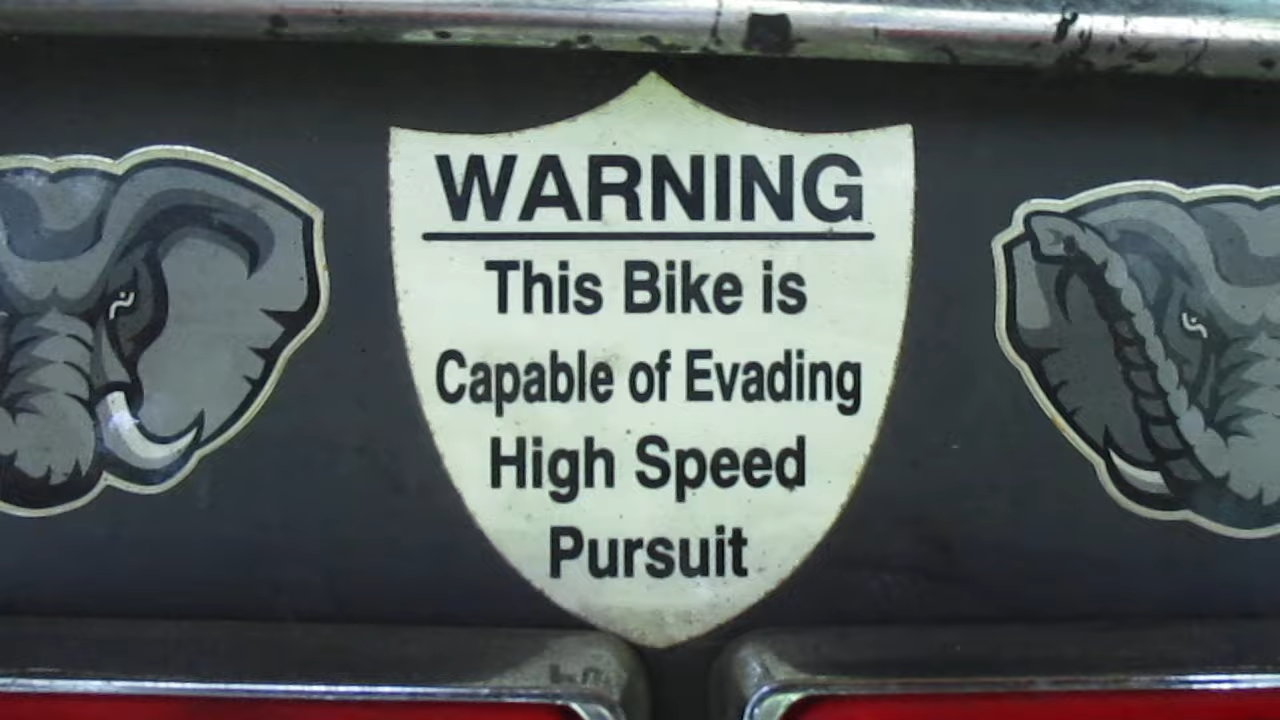 WARNING
This Bike is
Capable of Evading
High Speed
Pursuit